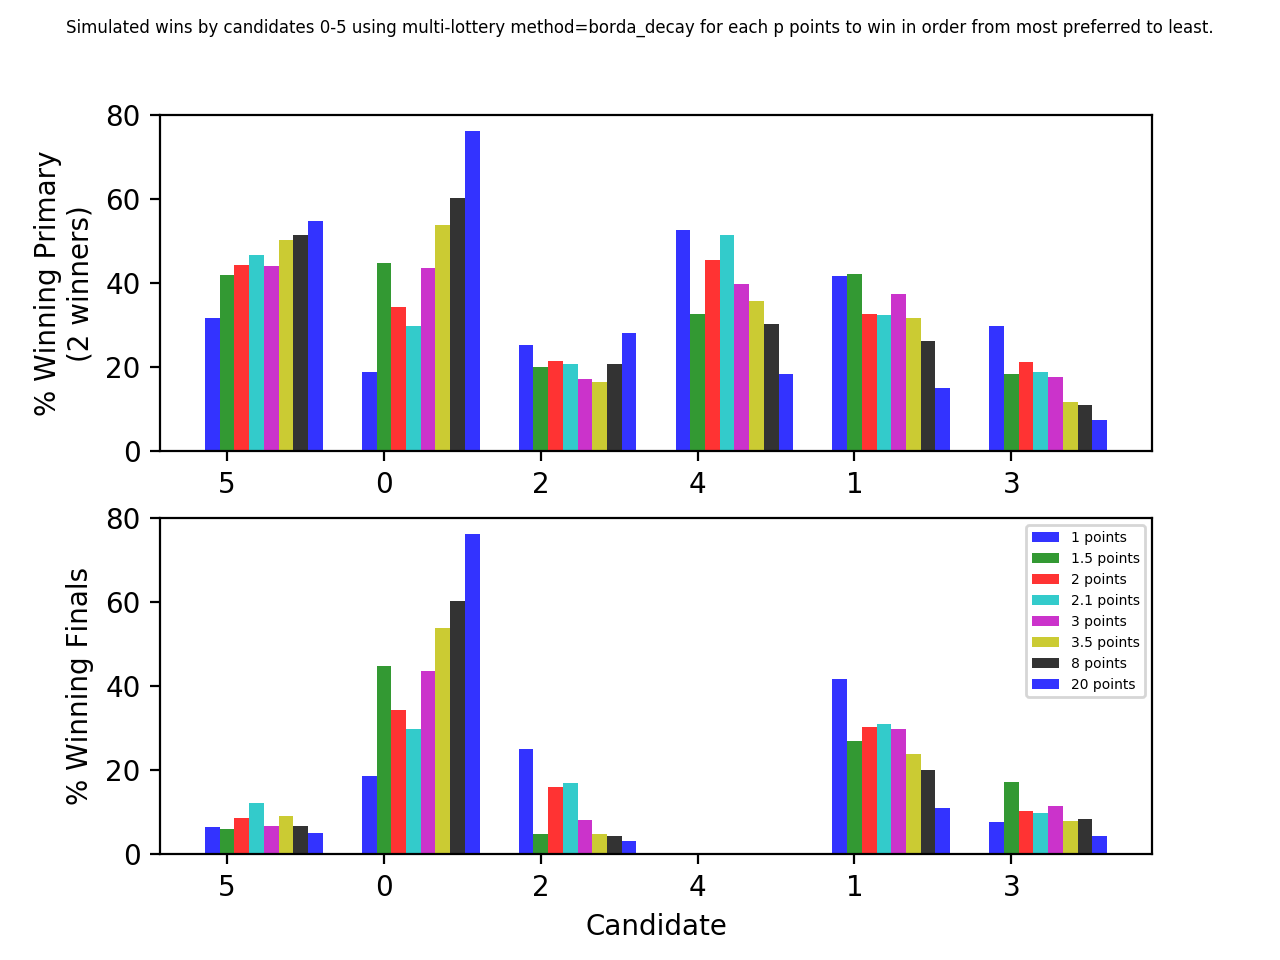 Simulated wins by candidates 0-5 using multi-lottery method=borda_decay for each p points to win in order from most preferred to least.
% Winning Primary
(2 winners)
80
60
40
20
0
5 0 2 4 1 3
% Winning Finals
80
60
40
20
0
1 points
1.5 points
2 points
2.1 points
3 points
3.5 points
8 points
20 points
5 0 2 4 1 3
Candidate